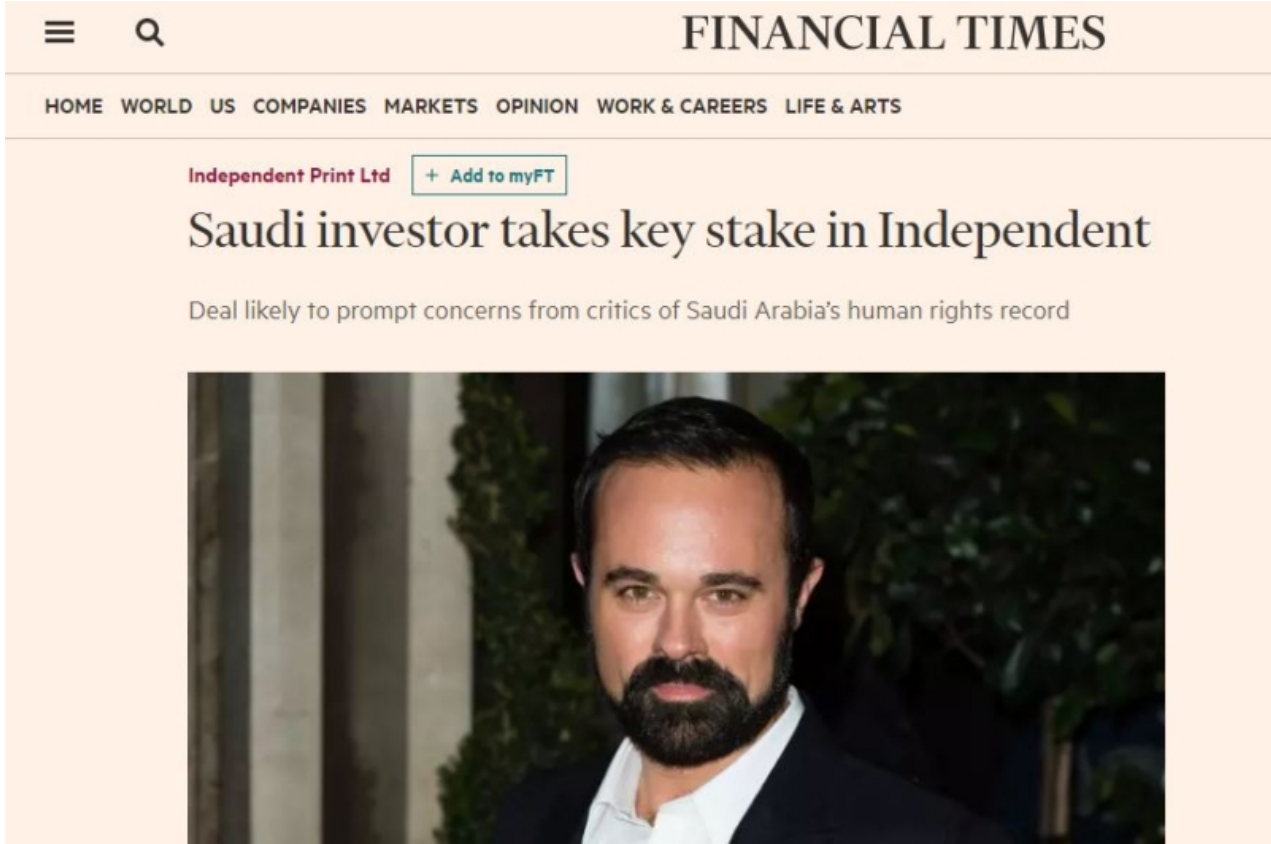 FINANCIAL TIMES
HOME WORLD US COMPANIES MARKETS OPINION WORK & CAREERS LIFE & ARTS
Independent Print Ltd + Add to myFT
Saudi investor takes key stake in Independent
Deal likely to prompt concerns from critics of Saudi Arabia’s human rights record